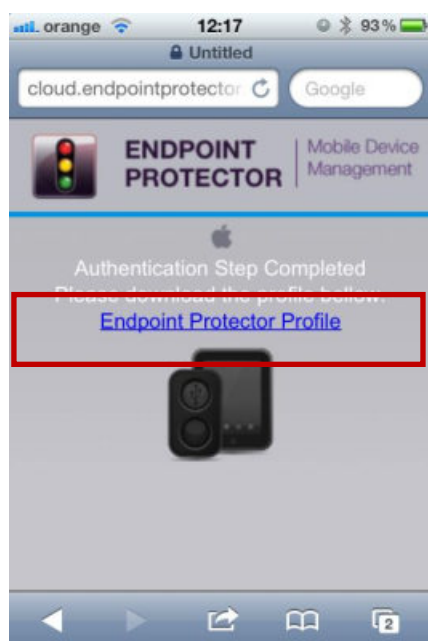 orange 12:17 93%
Untitled
cloud.endpointprotector Google
ENDPOINT
PROTECTOR
Mobile Device
Management
Authentication Step Completed
Please download the profile bellow.
Endpoint Protector Profile
2